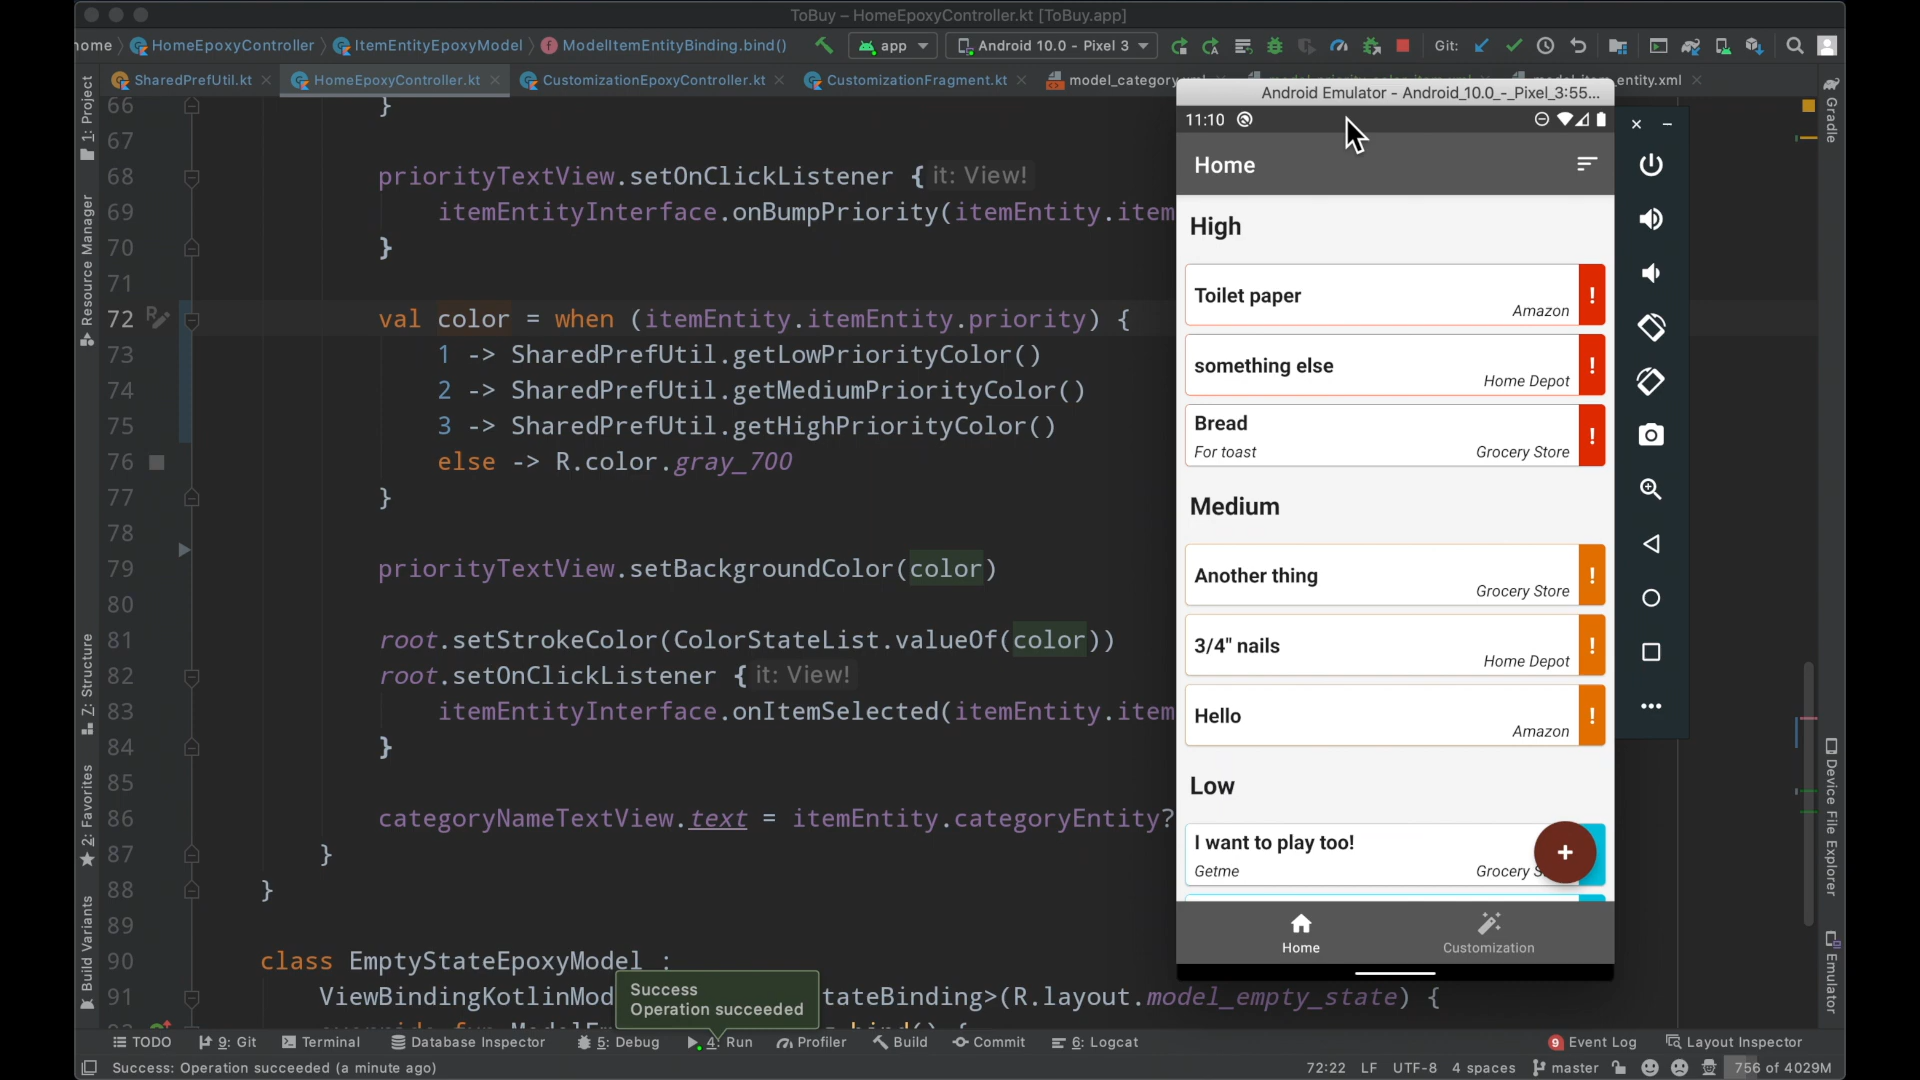 ToBuy – HomeEpoxyController.kt [ToBuy.app]
ome HomeEpoxyController ItemEntityEpoxyModel ModelItemEntityBinding.bind() app Android 10.0 - Pixel 3 Git:
SharedPrefUtil.kt HomeEpoxyController.kt CustomizationEpoxyController.kt CustomizationFragment.kt model_category
entity.xml
1: Project
Resource Manager
Z: Structure
2: Favorites
Build Variants
66 }
67
68 priorityTextView.setOnClickListener { it: View!
69 itemEntityInterface.onBumpPriority(itemEntity.item
70 }
71
72 val color = when (itemEntity.itemEntity.priority) {
73 1 -> SharedPrefUtil.getLowPriorityColor()
74 2 -> SharedPrefUtil.getMediumPriorityColor()
75 3 -> SharedPrefUtil.getHighPriorityColor()
76 else -> R.color.gray_700
77 }
78
79 priorityTextView.setBackgroundColor(color)
80
81 root.setStrokeColor(ColorStateList.valueOf(color))
82 root.setOnClickListener { it: View!
83 itemEntityInterface.onItemSelected(itemEntity.item
84 }
85
86 categoryNameTextView.text = itemEntity.categoryEntity?
87 }
88 }
89
90 class EmptyStateEpoxyModel :
91 ViewBindingKotlinMod tateBinding>(R.layout.model_empty_state) {
Success
Operation succeeded
Android Emulator - Android_10.0_-_Pixel_3:55...
11:10
Home
High
Toilet paper
Amazon
!
something else
Home Depot
!
Bread
For toast
Grocery Store
!
Medium
Another thing
Grocery Store
!
3/4" nails
Home Depot
!
Hello
Amazon
!
Low
I want to play too!
Getme
Grocery S
+
Home
Customization
Gradle
Device File Explorer
Emulator
TODO 9: Git Terminal Database Inspector 5: Debug 4: Run Profiler Build Commit 6: Logcat 9 Event Log Layout Inspector
Success: Operation succeeded (a minute ago) 72:22 LF UTF-8 4 spaces master 756 of 4029M